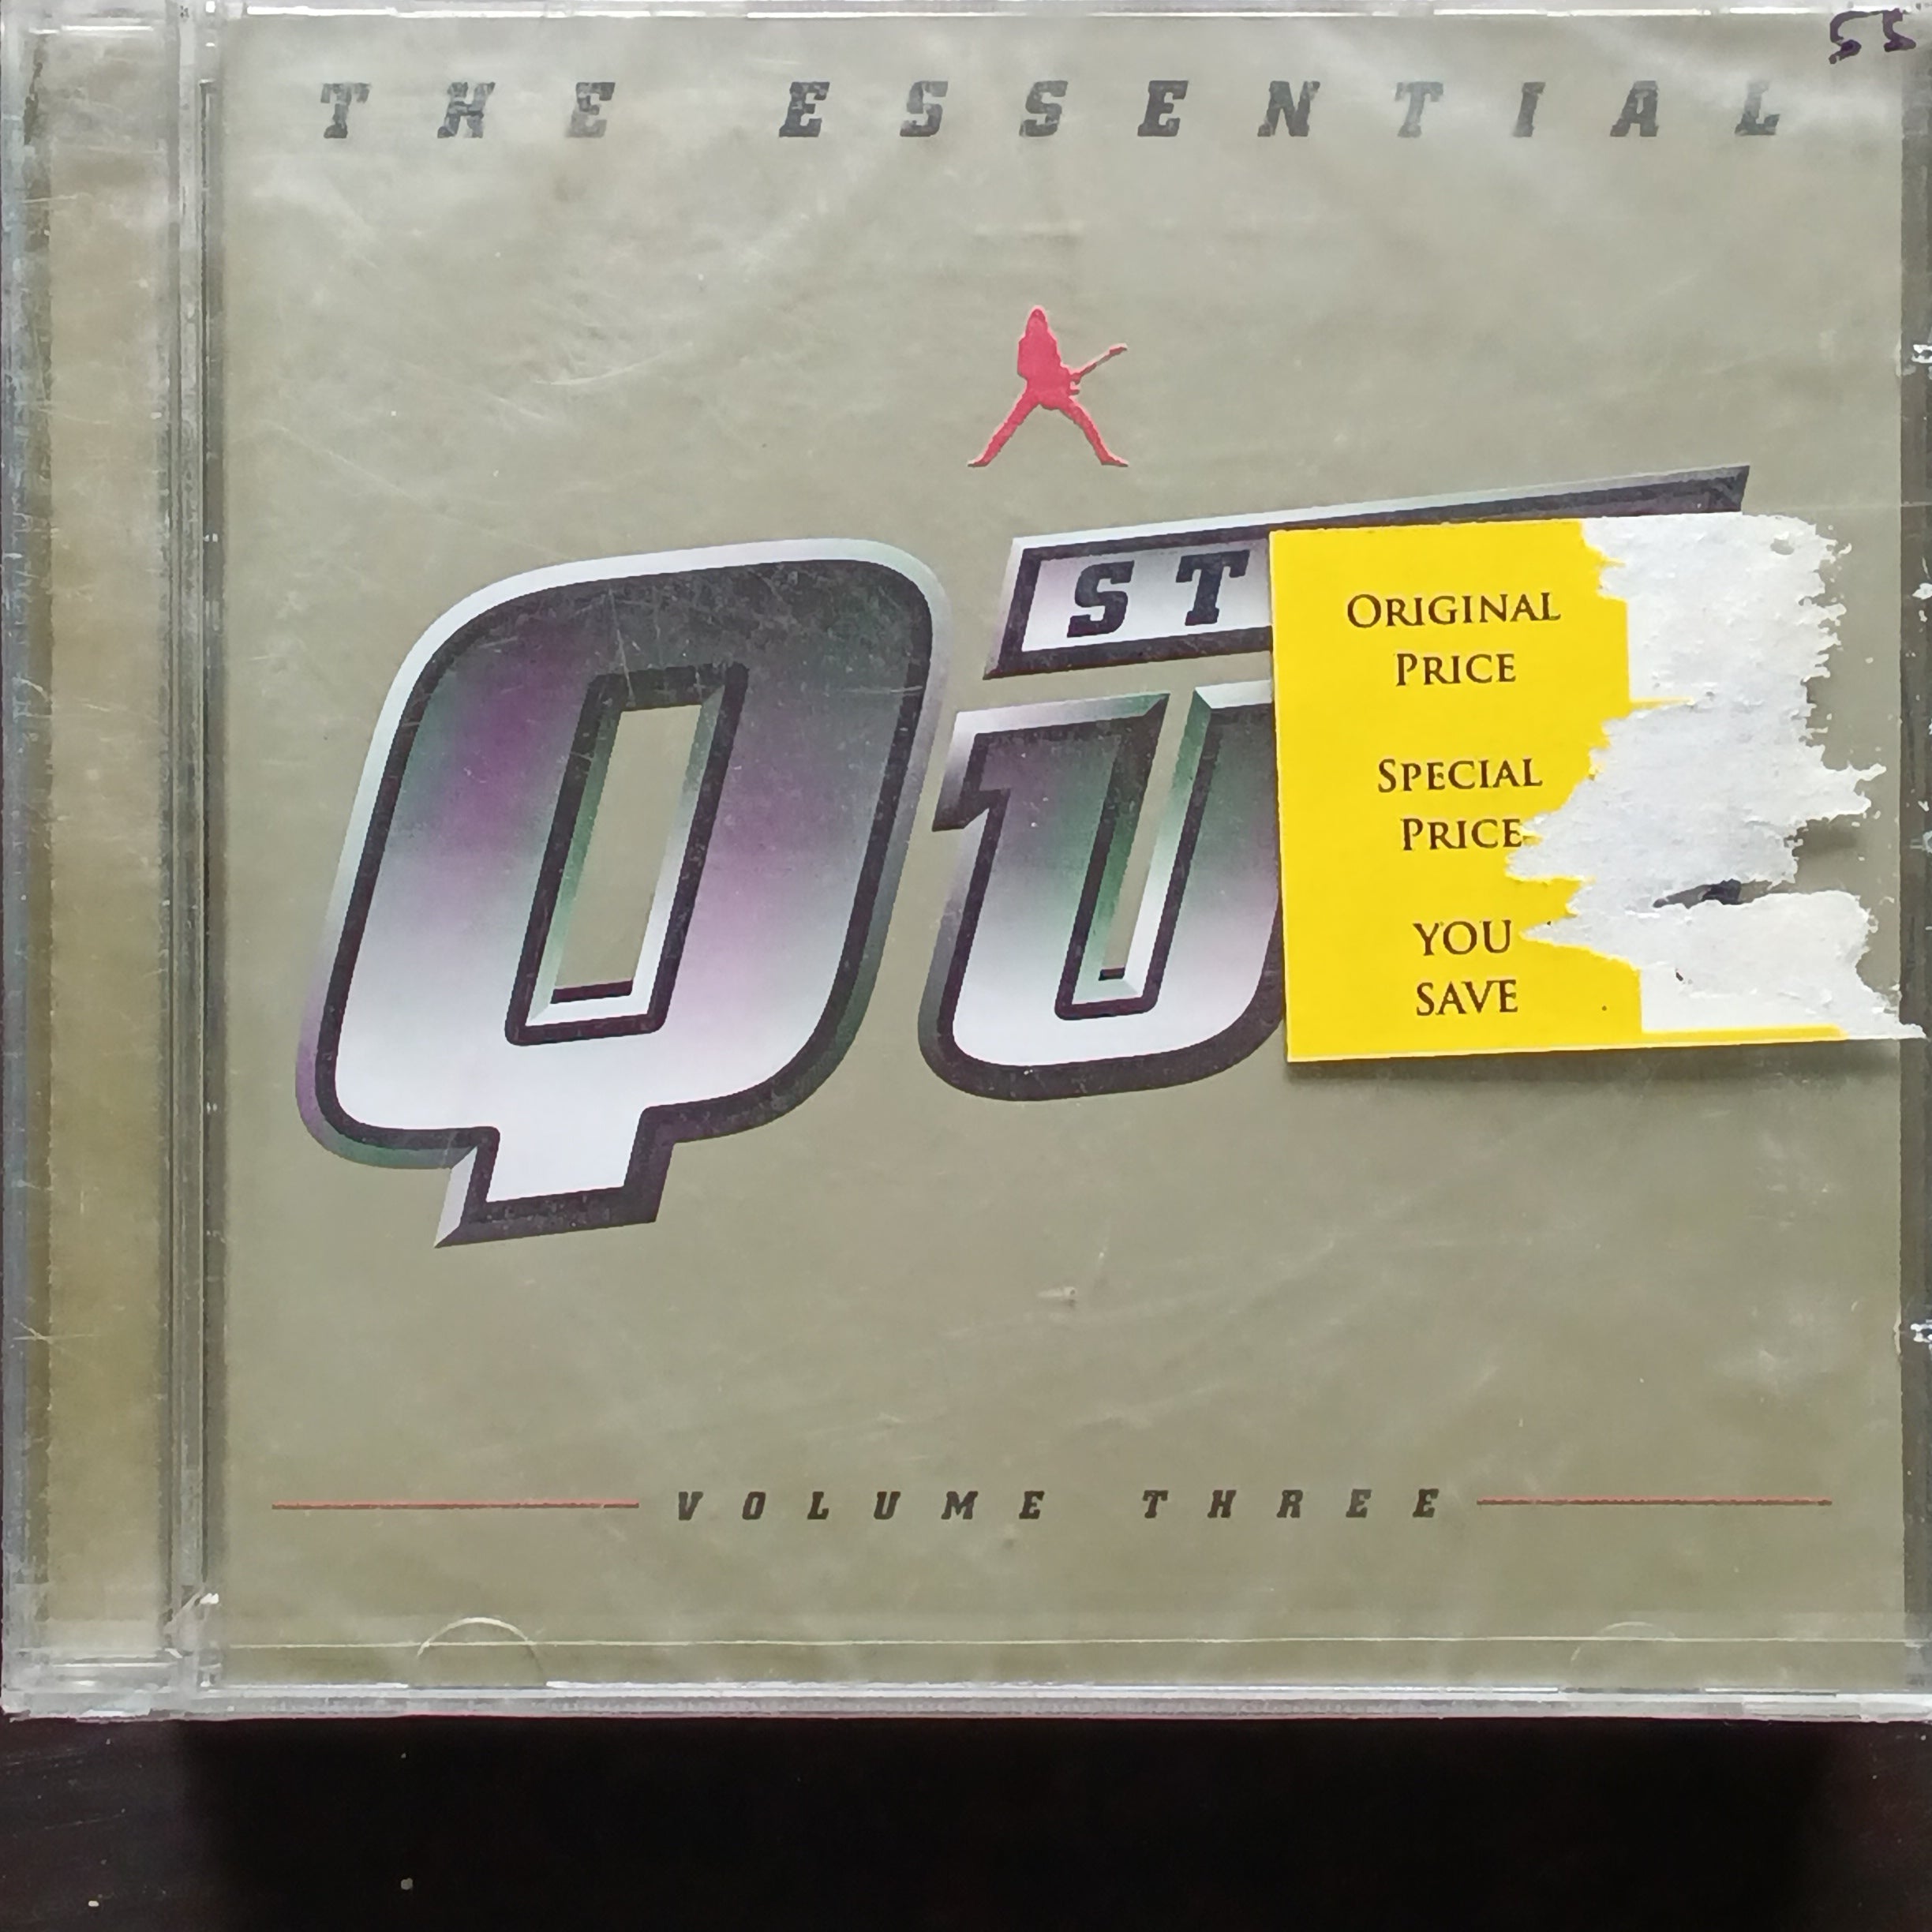 55
THE ESSENTIAL
ST
QU
ORIGINAL
PRICE
SPECIAL
PRICE
YOU
SAVE
VOLUME THREE